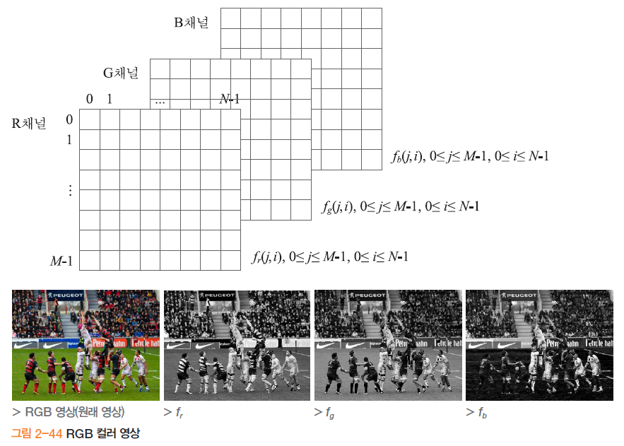 B채널
G채널
0 1 ... N-1
R채널
0
1
⋮
M-1
f_b(j,i), 0≤ j≤ M-1, 0≤ i≤ N-1
f_g(j,i), 0≤ j≤ M-1, 0≤ i≤ N-1
f_r(j,i), 0≤ j≤ M-1, 0≤ i≤ N-1
PEUGEOT
PEUGEOT
PEUGEOT
PEUGEOT
> RGB 영상(원래 영상)
> f_r
> f_g
> f_b
그림 2-44 RGB 컬러 영상